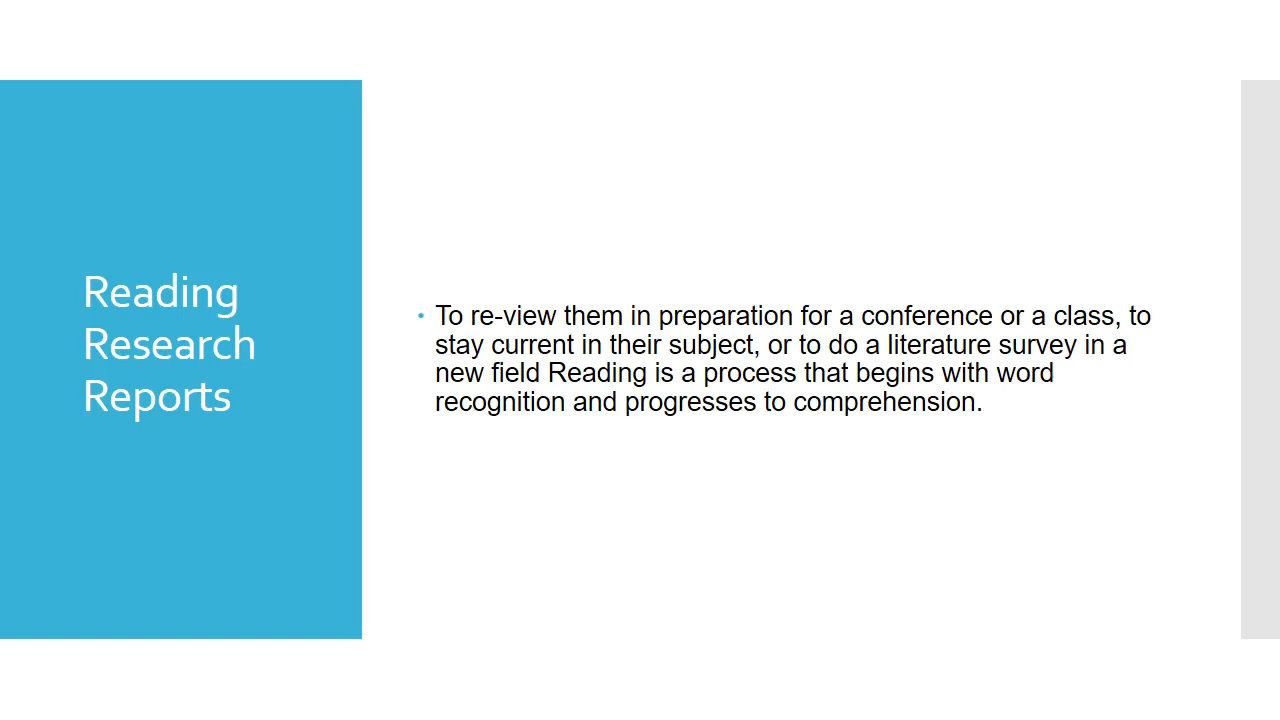 Reading
Research
Reports
• To re-view them in preparation for a conference or a class, to
stay current in their subject, or to do a literature survey in a
new field Reading is a process that begins with word
recognition and progresses to comprehension.